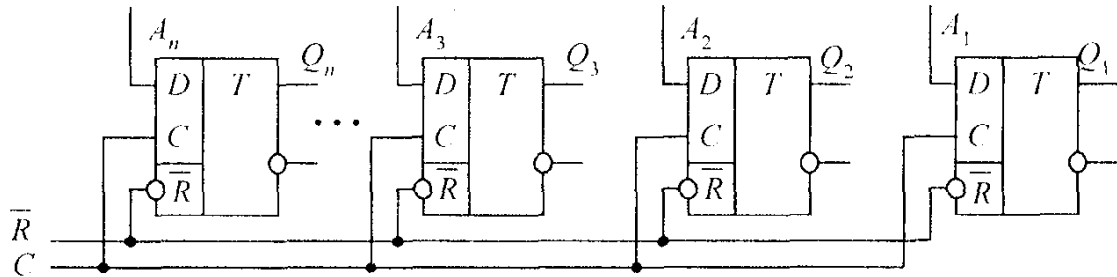 A_n A_3 A_2 A_1
Q_n Q_3 Q_2 Q_1
D T D T D T D T
• • •
C C C C
R̅ R̅ R̅ R̅
R̅
C